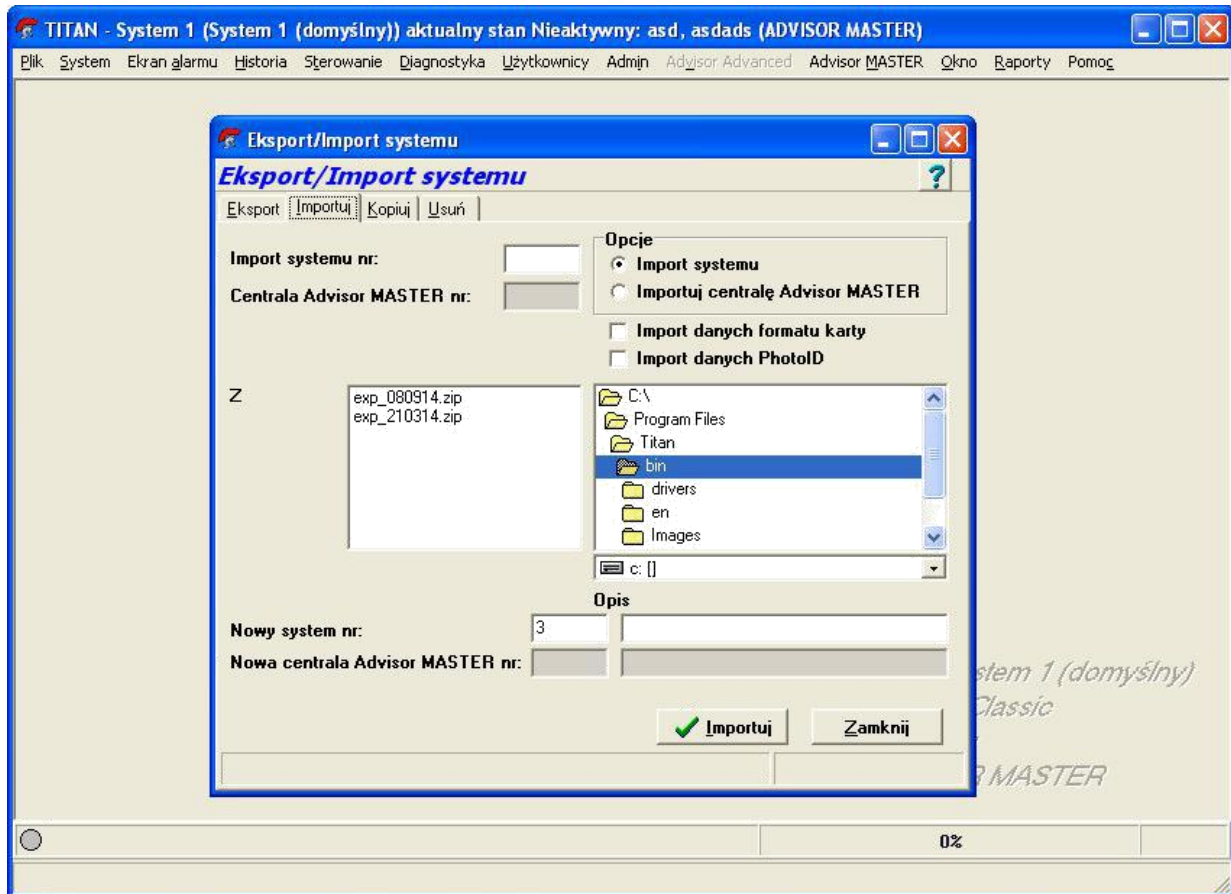 TITAN - System 1 (System 1 (domyślny)) aktualny stan Nieaktywny: asd, asdads (ADVISOR MASTER)
Plik System Ekran alarmu Historia Sterowanie Diagnostyka Użytkownicy Admin Advisor Advanced Advisor MASTER Okno Raporty Pomoc
Eksport/Import systemu
Eksport/Import systemu ?
Eksport Importuj Kopiuj Usuń
Opcje
Import systemu nr:
Import systemu
Centrala Advisor MASTER nr:
Importuj centralę Advisor MASTER
Import danych formatu karty
Import danych PhotoID
Z
exp_080914.zip
exp_210314.zip
C:\
Program Files
Titan
bin
drivers
en
Images
c: []
Opis
Nowy system nr: 3
Nowa centrala Advisor MASTER nr:
stem 1 (domyślny)
Classic
MASTER
Importuj Zamknij
0%